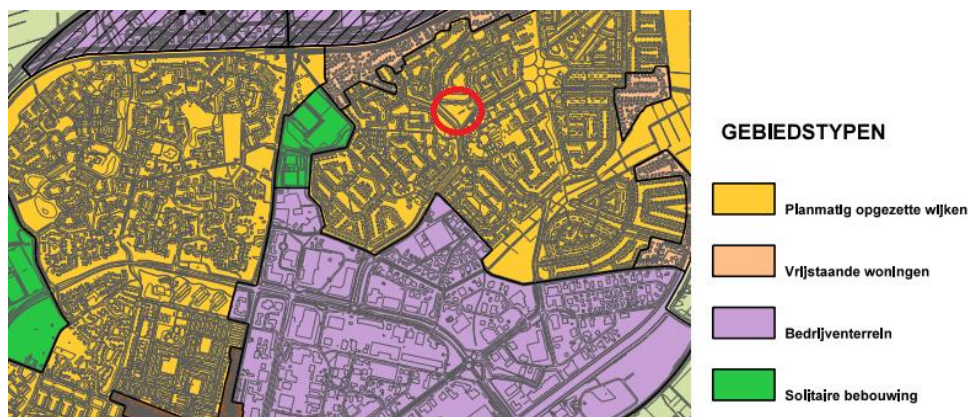 GEBIEDSTYPEN
Planmatig opgezette wijken
Vrijstaande woningen
Bedrijventerrein
Solitaire bebouwing